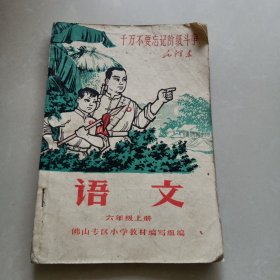 千万不要忘记阶级斗争
毛泽东
语文
六年级上册
佛山专区小学教材编写组编